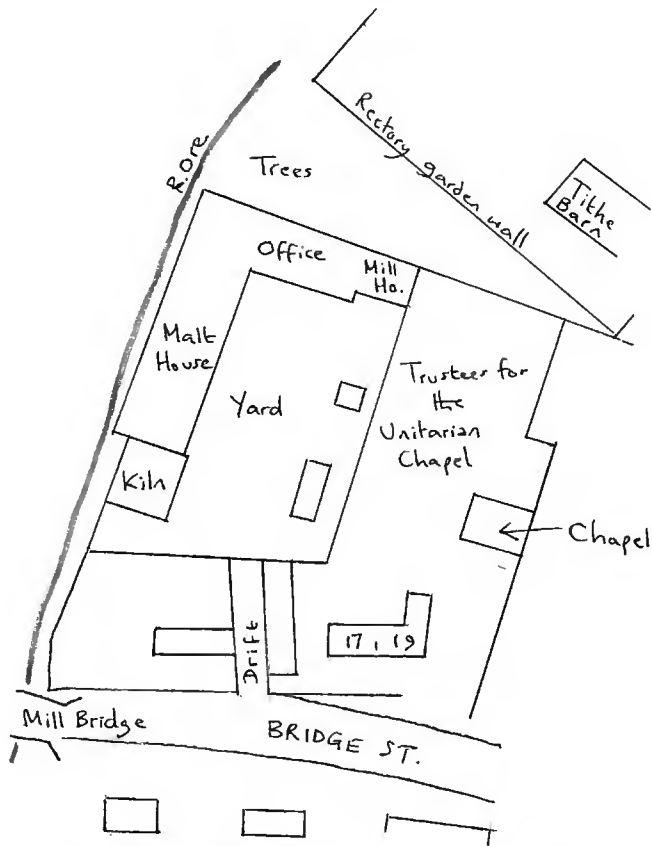 R. Ore
Trees
Rectory garden wall
Tithe
Barn
Office
Mill
Ho.
Malt
House
Yard
Trustees for
the
Unitarian
Chapel
Kiln
Chapel
Drift
17, 19
Mill Bridge
BRIDGE ST.